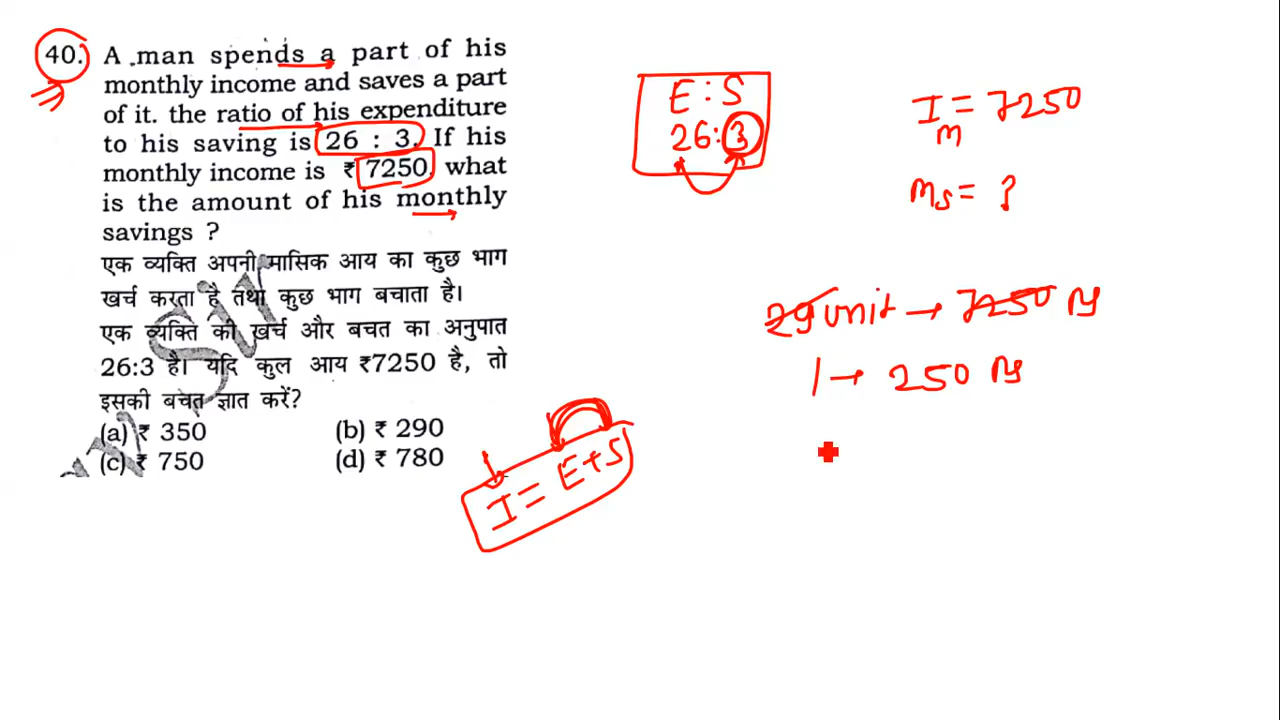 40. A man spends a part of his
monthly income and saves a part
of it. the ratio of his expenditure
to his saving is 26 : 3. If his
monthly income is ₹ 7250, what
is the amount of his monthly
savings ?
एक व्यक्ति अपनी मासिक आय का कुछ भाग
खर्च करता है तथा कुछ भाग बचाता है।
एक व्यक्ति की खर्च और बचत का अनुपात
26:3 है। यदि कुल आय ₹7250 है, तो
इसकी बचत ज्ञात करें?
(a) ₹ 350 (b) ₹ 290
(c) ₹ 750 (d) ₹ 780
E : S
26 : 3
I = E + S
I = 7250
M
Ms = ?
29 unit → 7250 Rs
1 → 250 Rs
Sir